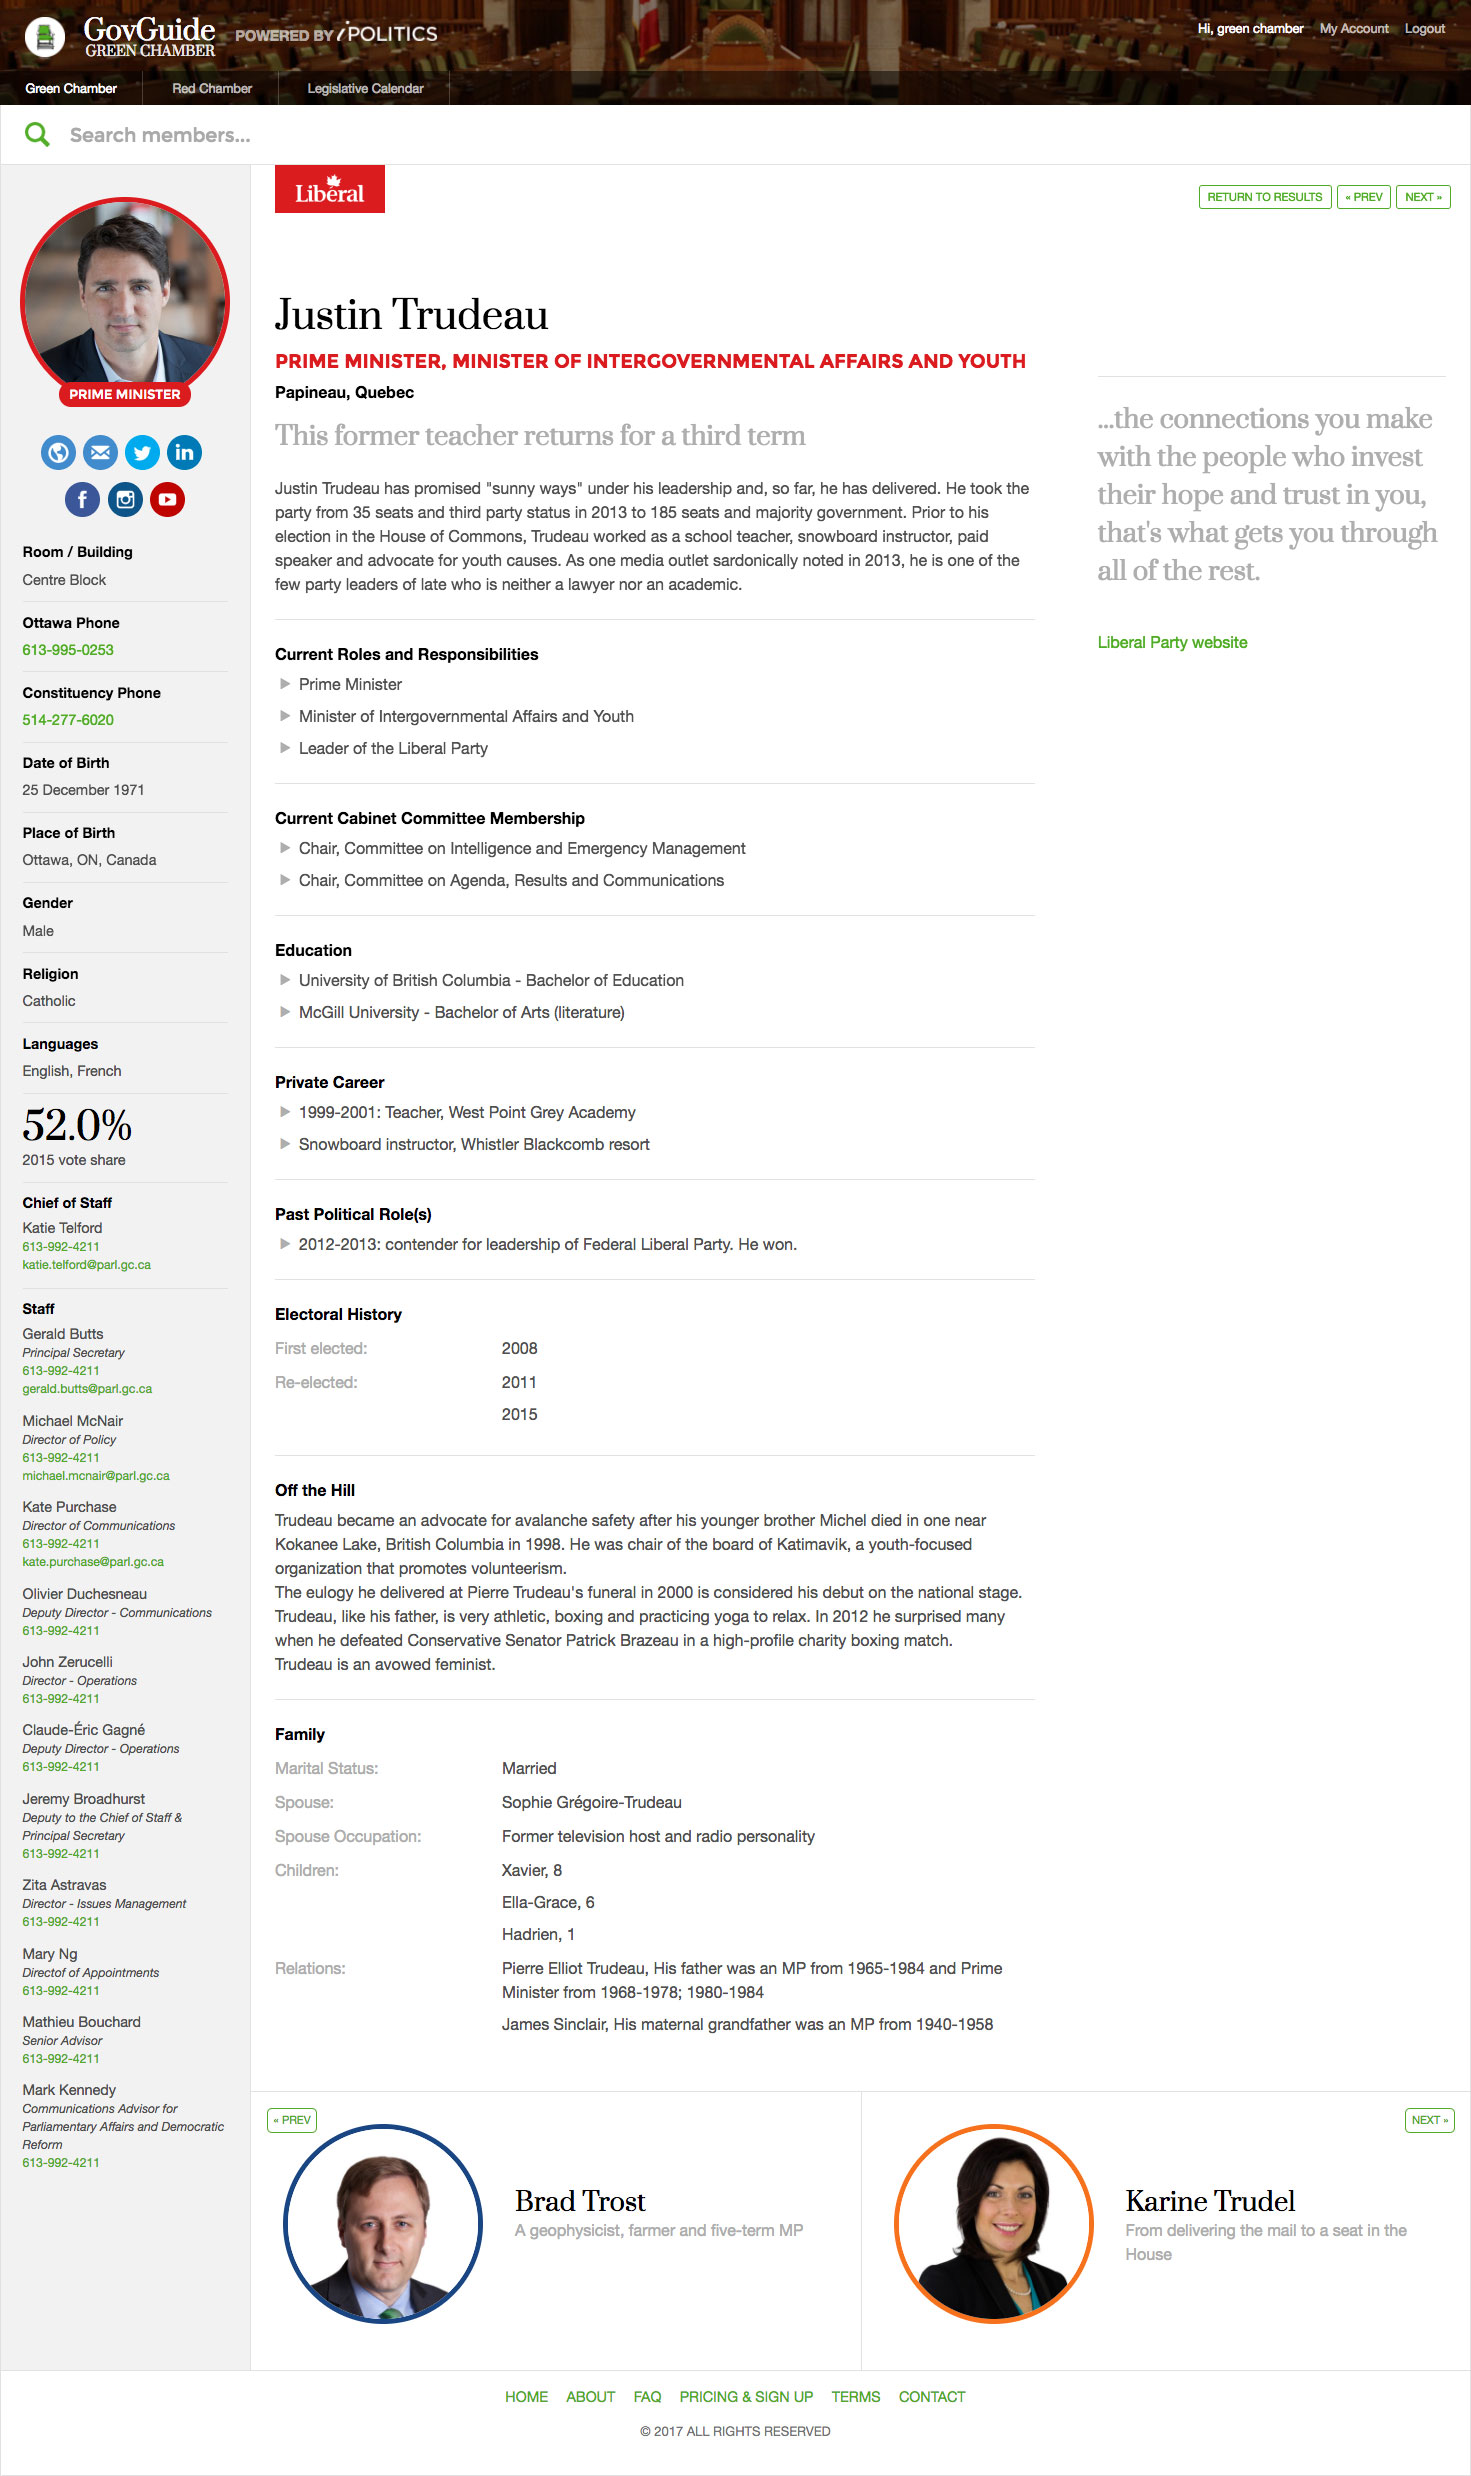 GovGuide
GREEN CHAMBER
POWERED BY iPOLITICS
Hi, green chamber My Account Logout
Green Chamber Red Chamber Legislative Calendar
Search members...
PRIME MINISTER
Room / Building
Centre Block
Ottawa Phone
613-995-0253
Constituency Phone
514-277-6020
Date of Birth
25 December 1971
Place of Birth
Ottawa, ON, Canada
Gender
Male
Religion
Catholic
Languages
English, French
52.0%
2015 vote share
Chief of Staff
Katie Telford
613-992-4211
katie.telford@parl.gc.ca
Staff
Gerald Butts
Principal Secretary
613-992-4211
gerald.butts@parl.gc.ca
Michael McNair
Director of Policy
613-992-4211
michael.mcnair@parl.gc.ca
Kate Purchase
Director of Communications
613-992-4211
kate.purchase@parl.gc.ca
Olivier Duchesneau
Deputy Director - Communications
613-992-4211
John Zerucelli
Director - Operations
613-992-4211
Claude-Éric Gagné
Deputy Director - Operations
613-992-4211
Jeremy Broadhurst
Deputy to the Chief of Staff &
Principal Secretary
613-992-4211
Zita Astravas
Director - Issues Management
613-992-4211
Mary Ng
Directof of Appointments
613-992-4211
Mathieu Bouchard
Senior Advisor
613-992-4211
Mark Kennedy
Communications Advisor for
Parliamentary Affairs and Democratic
Reform
613-992-4211
Liberal
RETURN TO RESULTS « PREV NEXT »
Justin Trudeau
PRIME MINISTER, MINISTER OF INTERGOVERNMENTAL AFFAIRS AND YOUTH
Papineau, Quebec
This former teacher returns for a third term
Justin Trudeau has promised "sunny ways" under his leadership and, so far, he has delivered. He took the
party from 35 seats and third party status in 2013 to 185 seats and majority government. Prior to his
election in the House of Commons, Trudeau worked as a school teacher, snowboard instructor, paid
speaker and advocate for youth causes. As one media outlet sardonically noted in 2013, he is one of the
few party leaders of late who is neither a lawyer nor an academic.
Current Roles and Responsibilities
Prime Minister
Minister of Intergovernmental Affairs and Youth
Leader of the Liberal Party
Current Cabinet Committee Membership
Chair, Committee on Intelligence and Emergency Management
Chair, Committee on Agenda, Results and Communications
Education
University of British Columbia - Bachelor of Education
McGill University - Bachelor of Arts (literature)
Private Career
1999-2001: Teacher, West Point Grey Academy
Snowboard instructor, Whistler Blackcomb resort
Past Political Role(s)
2012-2013: contender for leadership of Federal Liberal Party. He won.
Electoral History
First elected: 2008
Re-elected: 2011
2015
Off the Hill
Trudeau became an advocate for avalanche safety after his younger brother Michel died in one near
Kokanee Lake, British Columbia in 1998. He was chair of the board of Katimavik, a youth-focused
organization that promotes volunteerism.
The eulogy he delivered at Pierre Trudeau's funeral in 2000 is considered his debut on the national stage.
Trudeau, like his father, is very athletic, boxing and practicing yoga to relax. In 2012 he surprised many
when he defeated Conservative Senator Patrick Brazeau in a high-profile charity boxing match.
Trudeau is an avowed feminist.
Family
Marital Status: Married
Spouse: Sophie Grégoire-Trudeau
Spouse Occupation: Former television host and radio personality
Children: Xavier, 8
Ella-Grace, 6
Hadrien, 1
Relations: Pierre Elliot Trudeau, His father was an MP from 1965-1984 and Prime
Minister from 1968-1978; 1980-1984
James Sinclair, His maternal grandfather was an MP from 1940-1958
...the connections you make
with the people who invest
their hope and trust in you,
that's what gets you through
all of the rest.
Liberal Party website
« PREV
Brad Trost
A geophysicist, farmer and five-term MP
NEXT »
Karine Trudel
From delivering the mail to a seat in the
House
HOME ABOUT FAQ PRICING & SIGN UP TERMS CONTACT
© 2017 ALL RIGHTS RESERVED